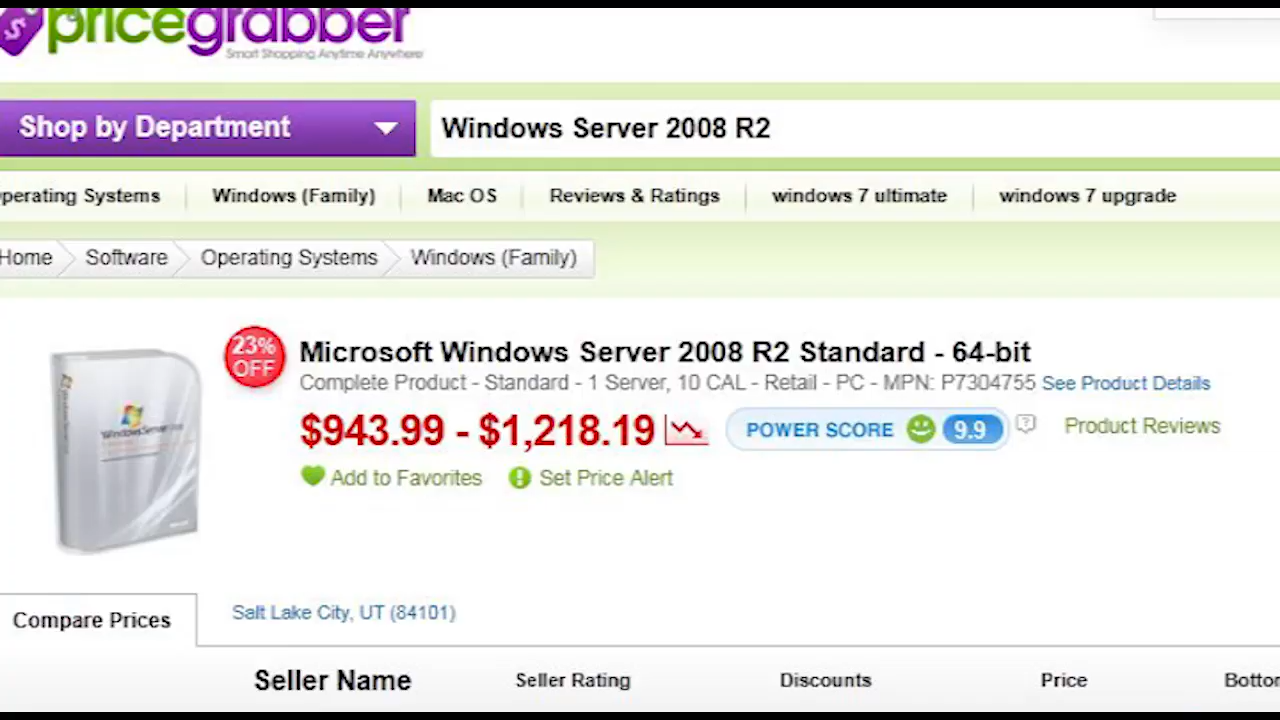 pricegrabber
Smart Shopping Anytime Anywhere
Shop by Department
Windows Server 2008 R2
perating Systems
Windows (Family)
Mac OS
Reviews & Ratings
windows 7 ultimate
windows 7 upgrade
Home
Software
Operating Systems
Windows (Family)
23%
OFF
Microsoft Windows Server 2008 R2 Standard - 64-bit
Complete Product - Standard - 1 Server, 10 CAL - Retail - PC - MPN: P7304755 See Product Details
$943.99 - $1,218.19
POWER SCORE 9.9
Product Reviews
Add to Favorites
Set Price Alert
WindowsServer
Compare Prices
Salt Lake City, UT (84101)
Seller Name
Seller Rating
Discounts
Price
Bottor